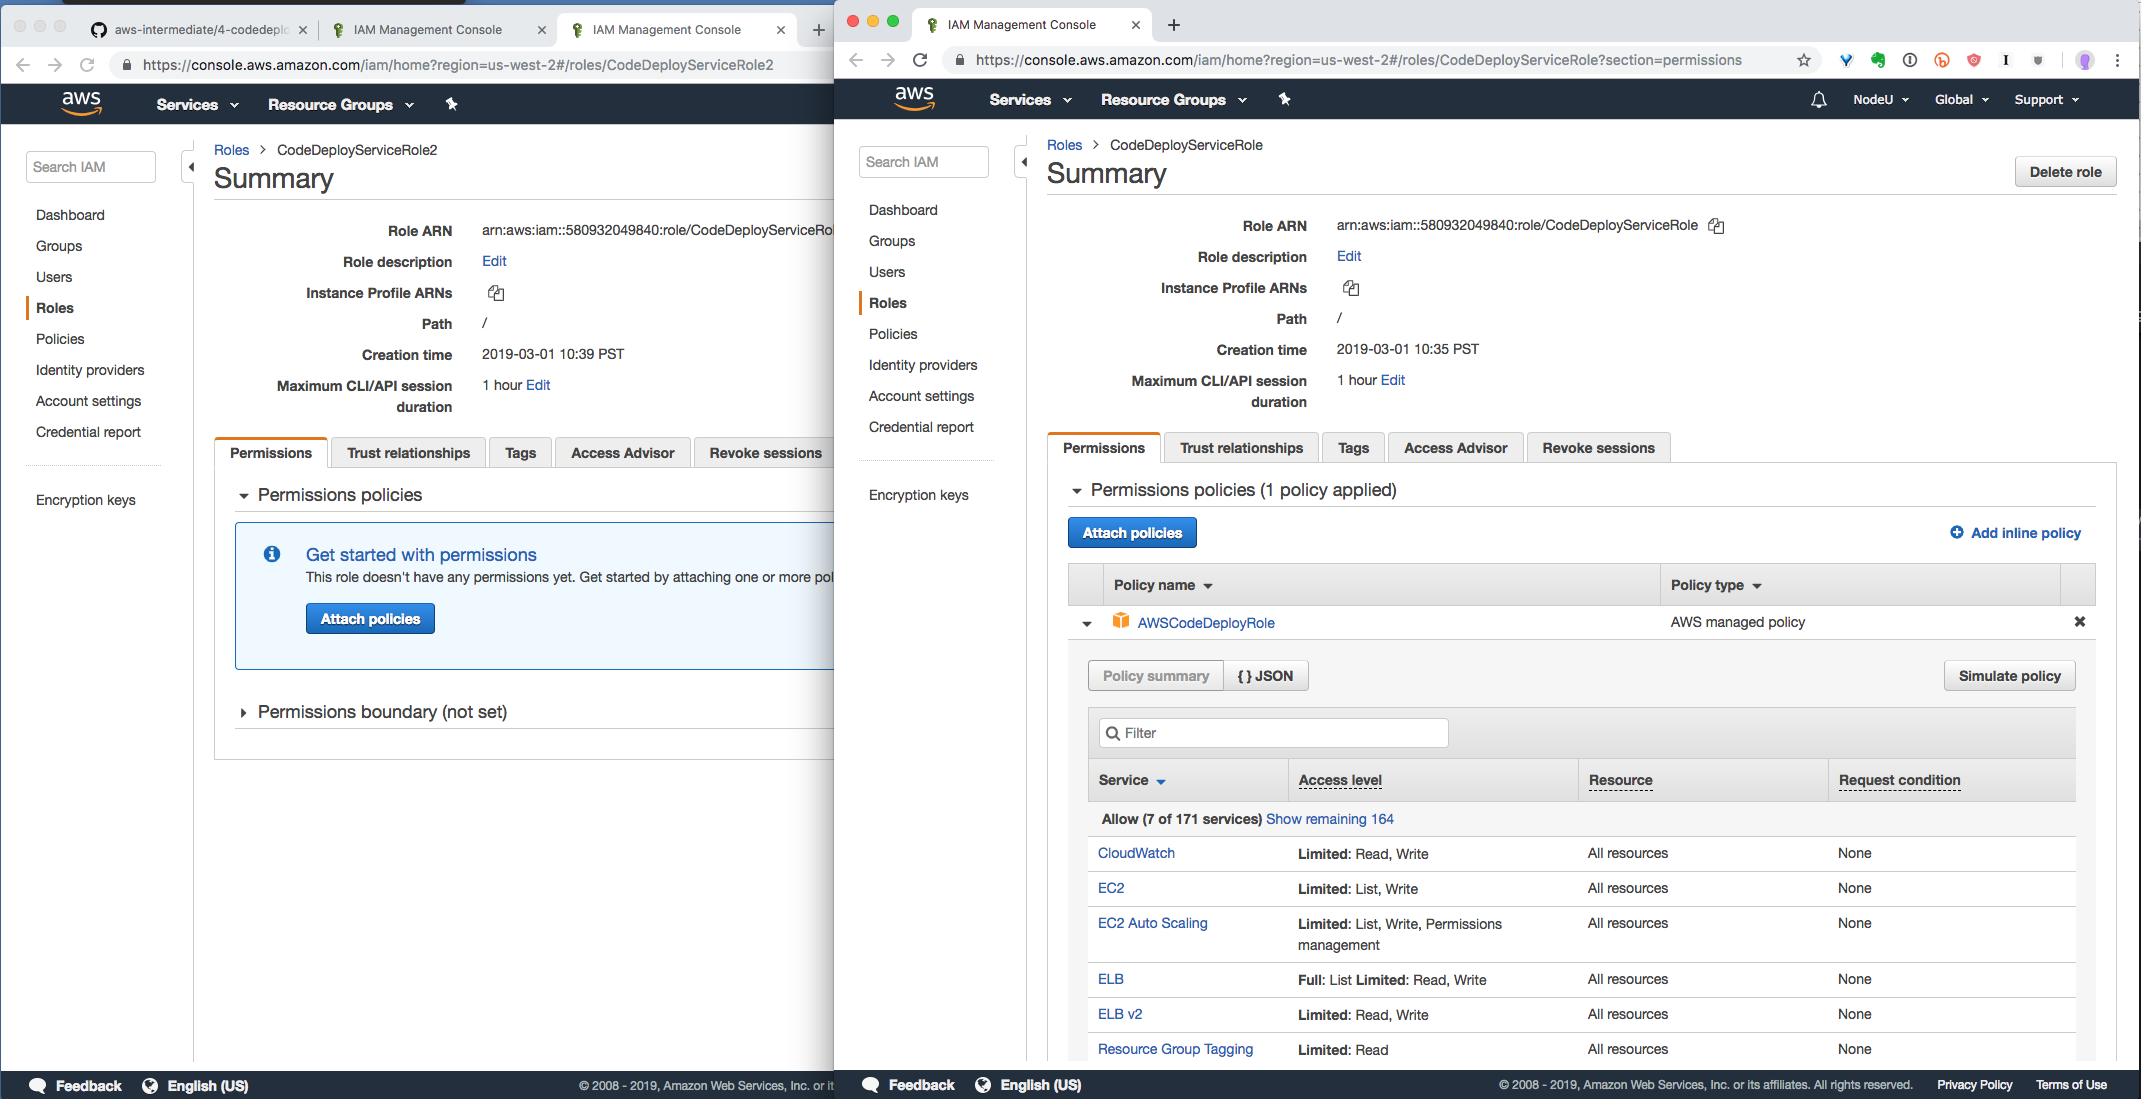 aws-intermediate/4-codedeplo
IAM Management Console
IAM Management Console
https://console.aws.amazon.com/iam/home?region=us-west-2#/roles/CodeDeployServiceRole2
aws
Services
Resource Groups
Search IAM
Dashboard
Groups
Users
Roles
Policies
Identity providers
Account settings
Credential report
Encryption keys
Roles > CodeDeployServiceRole2
Summary
Role ARN arn:aws:iam::580932049840:role/CodeDeployServiceRo
Role description Edit
Instance Profile ARNs
Path /
Creation time 2019-03-01 10:39 PST
Maximum CLI/API session 1 hour Edit
duration
Permissions Trust relationships Tags Access Advisor Revoke sessions
Permissions policies
Get started with permissions
This role doesn't have any permissions yet. Get started by attaching one or more pol
Attach policies
Permissions boundary (not set)
Feedback English (US) © 2008 - 2019, Amazon Web Services, Inc. or it
IAM Management Console
https://console.aws.amazon.com/iam/home?region=us-west-2#/roles/CodeDeployServiceRole?section=permissions
aws
Services
Resource Groups
NodeU
Global
Support
Search IAM
Dashboard
Groups
Users
Roles
Policies
Identity providers
Account settings
Credential report
Encryption keys
Roles > CodeDeployServiceRole
Summary
Delete role
Role ARN arn:aws:iam::580932049840:role/CodeDeployServiceRole
Role description Edit
Instance Profile ARNs
Path /
Creation time 2019-03-01 10:35 PST
Maximum CLI/API session 1 hour Edit
duration
Permissions Trust relationships Tags Access Advisor Revoke sessions
Permissions policies (1 policy applied)
Attach policies
Add inline policy
Policy name Policy type
AWSCodeDeployRole AWS managed policy
Policy summary { } JSON Simulate policy
Filter
Service Access level Resource Request condition
Allow (7 of 171 services) Show remaining 164
CloudWatch Limited: Read, Write All resources None
EC2 Limited: List, Write All resources None
EC2 Auto Scaling Limited: List, Write, Permissions All resources None
management
ELB Full: List Limited: Read, Write All resources None
ELB v2 Limited: Read, Write All resources None
Resource Group Tagging Limited: Read All resources None
Feedback English (US) © 2008 - 2019, Amazon Web Services, Inc. or its affiliates. All rights reserved. Privacy Policy Terms of Use